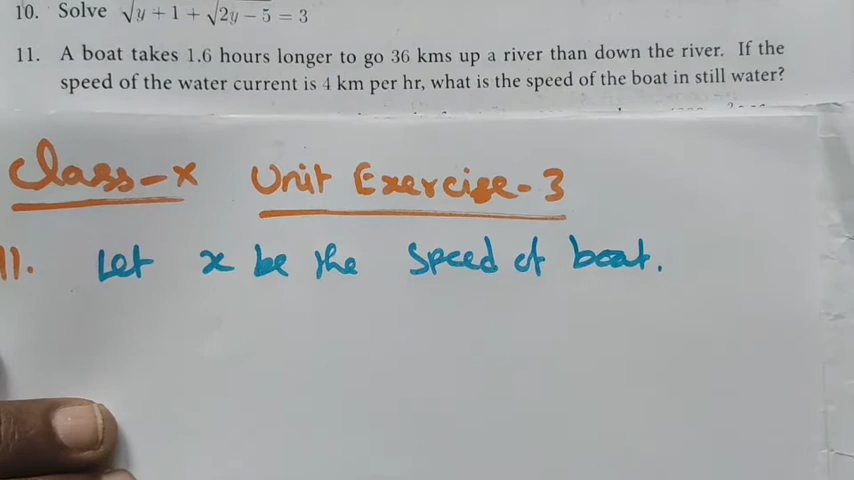 10. Solve √y + 1 + √2y − 5 = 3
11. A boat takes 1.6 hours longer to go 36 kms up a river than down the river. If the
speed of the water current is 4 km per hr, what is the speed of the boat in still water?
Class-X Unit Exercise-3
11. Let x be the speed of boat.